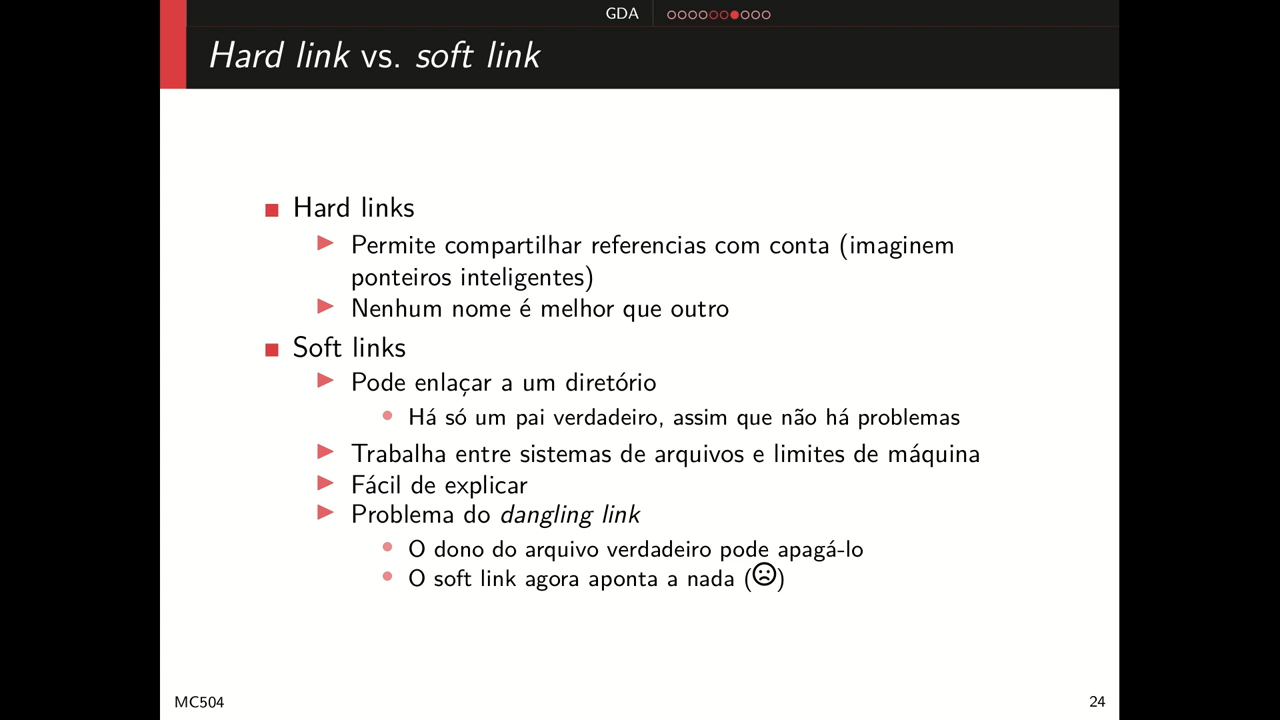 GDA
Hard link vs. soft link
Hard links
Permite compartilhar referencias com conta (imaginem
ponteiros inteligentes)
Nenhum nome é melhor que outro
Soft links
Pode enlaçar a um diretório
Há só um pai verdadeiro, assim que não há problemas
Trabalha entre sistemas de arquivos e limites de máquina
Fácil de explicar
Problema do dangling link
O dono do arquivo verdadeiro pode apagá-lo
O soft link agora aponta a nada (☹)
MC504
24